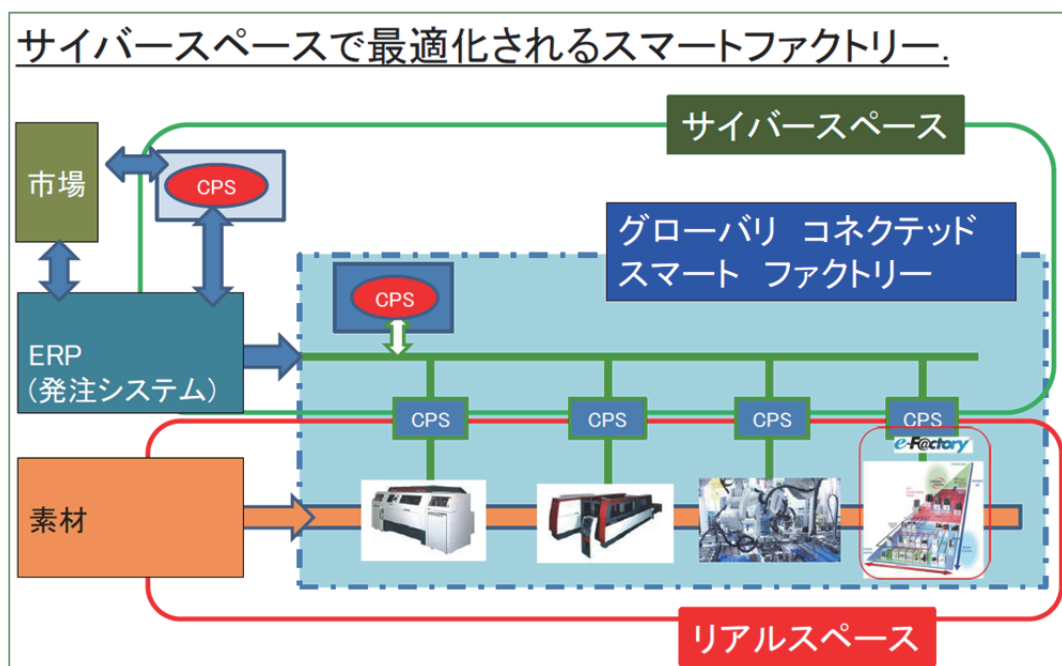 サイバースペースで最適化されるスマートファクトリー.
サイバースペース
市場
CPS
グローバリ コネクテッド
スマート ファクトリー
CPS
ERP
(発注システム)
CPS
CPS
CPS
CPS
e-F@ctory
素材
リアルスペース